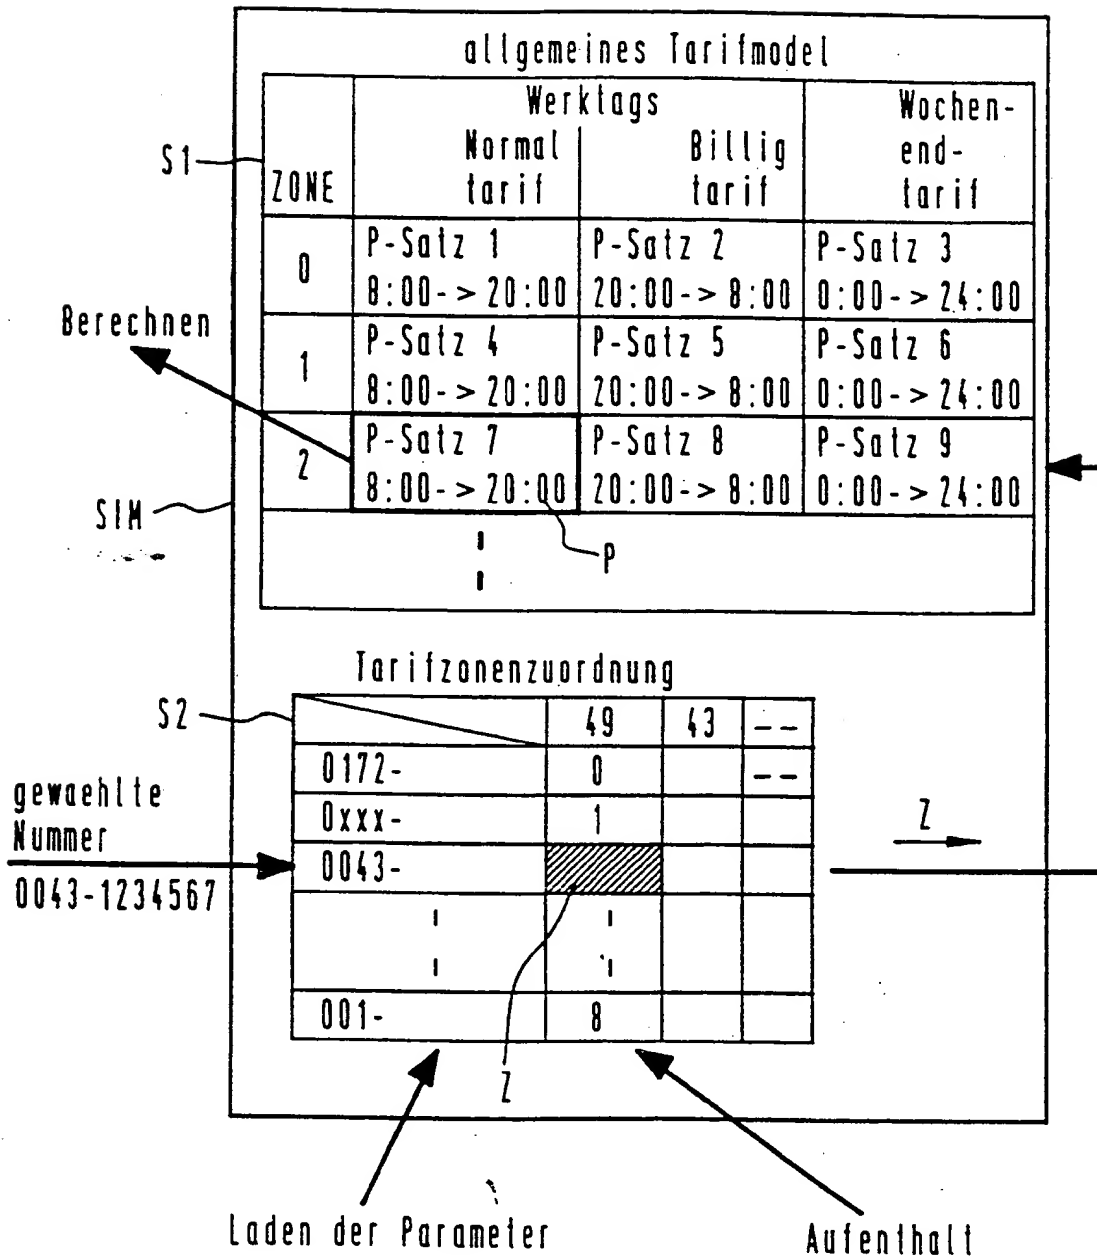 allgemeines Tarifmodel
Werktags
Wochen-
end-
tarif
Normal
tarif
Billig
tarif
S1
ZONE
0
P-Satz 1
8:00->20:00
P-Satz 2
20:00->8:00
P-Satz 3
0:00->24:00
Berechnen
1
P-Satz 4
8:00->20:00
P-Satz 5
20:00->8:00
P-Satz 6
0:00->24:00
2
P-Satz 7
8:00->20:00
P-Satz 8
20:00->8:00
P-Satz 9
0:00->24:00
SIM
P
Tarifzonenzuordnung
S2
49 43 --
0172- 0 --
gewaehlte
Nummer
0043-1234567
0xxx- 1
0043-
Z
001- 8
Z
Laden der Parameter
Aufenthalt